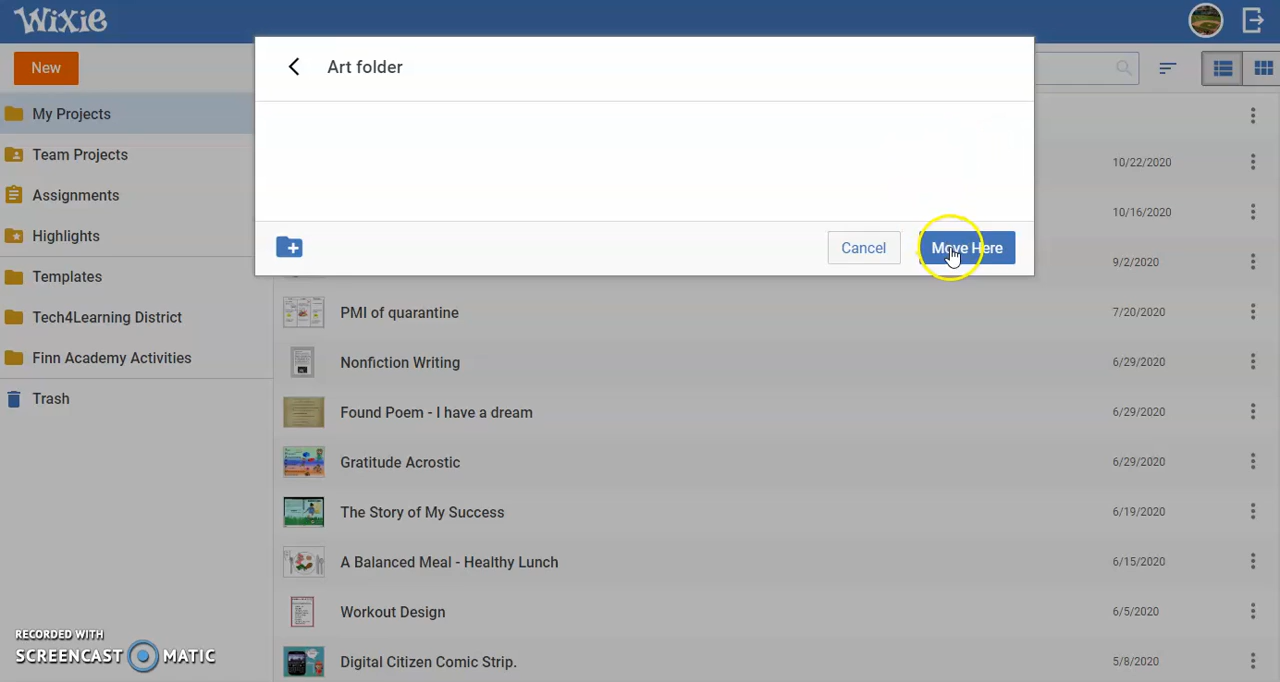 Wixie
New
Art folder
My Projects
Team Projects
Assignments
Highlights
Templates
Tech4Learning District
Finn Academy Activities
Trash
Cancel
Move Here
10/22/2020
10/16/2020
9/2/2020
PMI of quarantine 7/20/2020
Nonfiction Writing 6/29/2020
Found Poem - I have a dream 6/29/2020
Gratitude Acrostic 6/29/2020
The Story of My Success 6/19/2020
A Balanced Meal - Healthy Lunch 6/15/2020
Workout Design 6/5/2020
Digital Citizen Comic Strip. 5/8/2020
RECORDED WITH
SCREENCAST MATIC